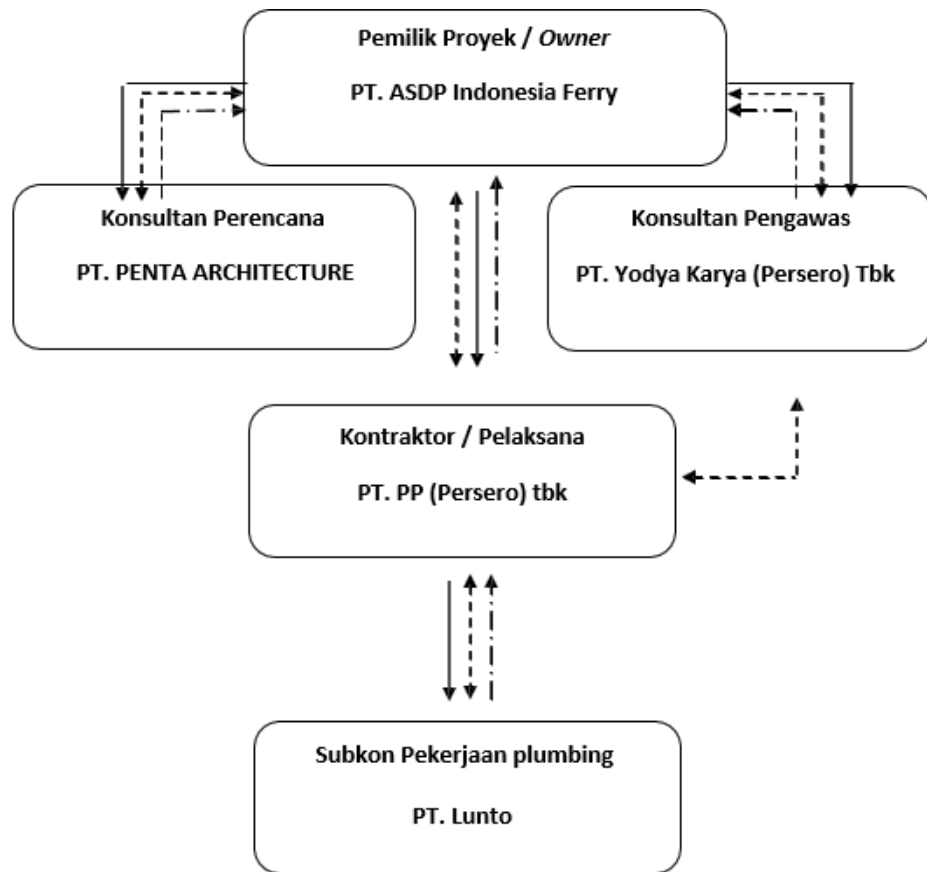 Pemilik Proyek / Owner
PT. ASDP Indonesia Ferry
Konsultan Perencana
PT. PENTA ARCHITECTURE
Konsultan Pengawas
PT. Yodya Karya (Persero) Tbk
Kontraktor / Pelaksana
PT. PP (Persero) tbk
Subkon Pekerjaan plumbing
PT. Lunto